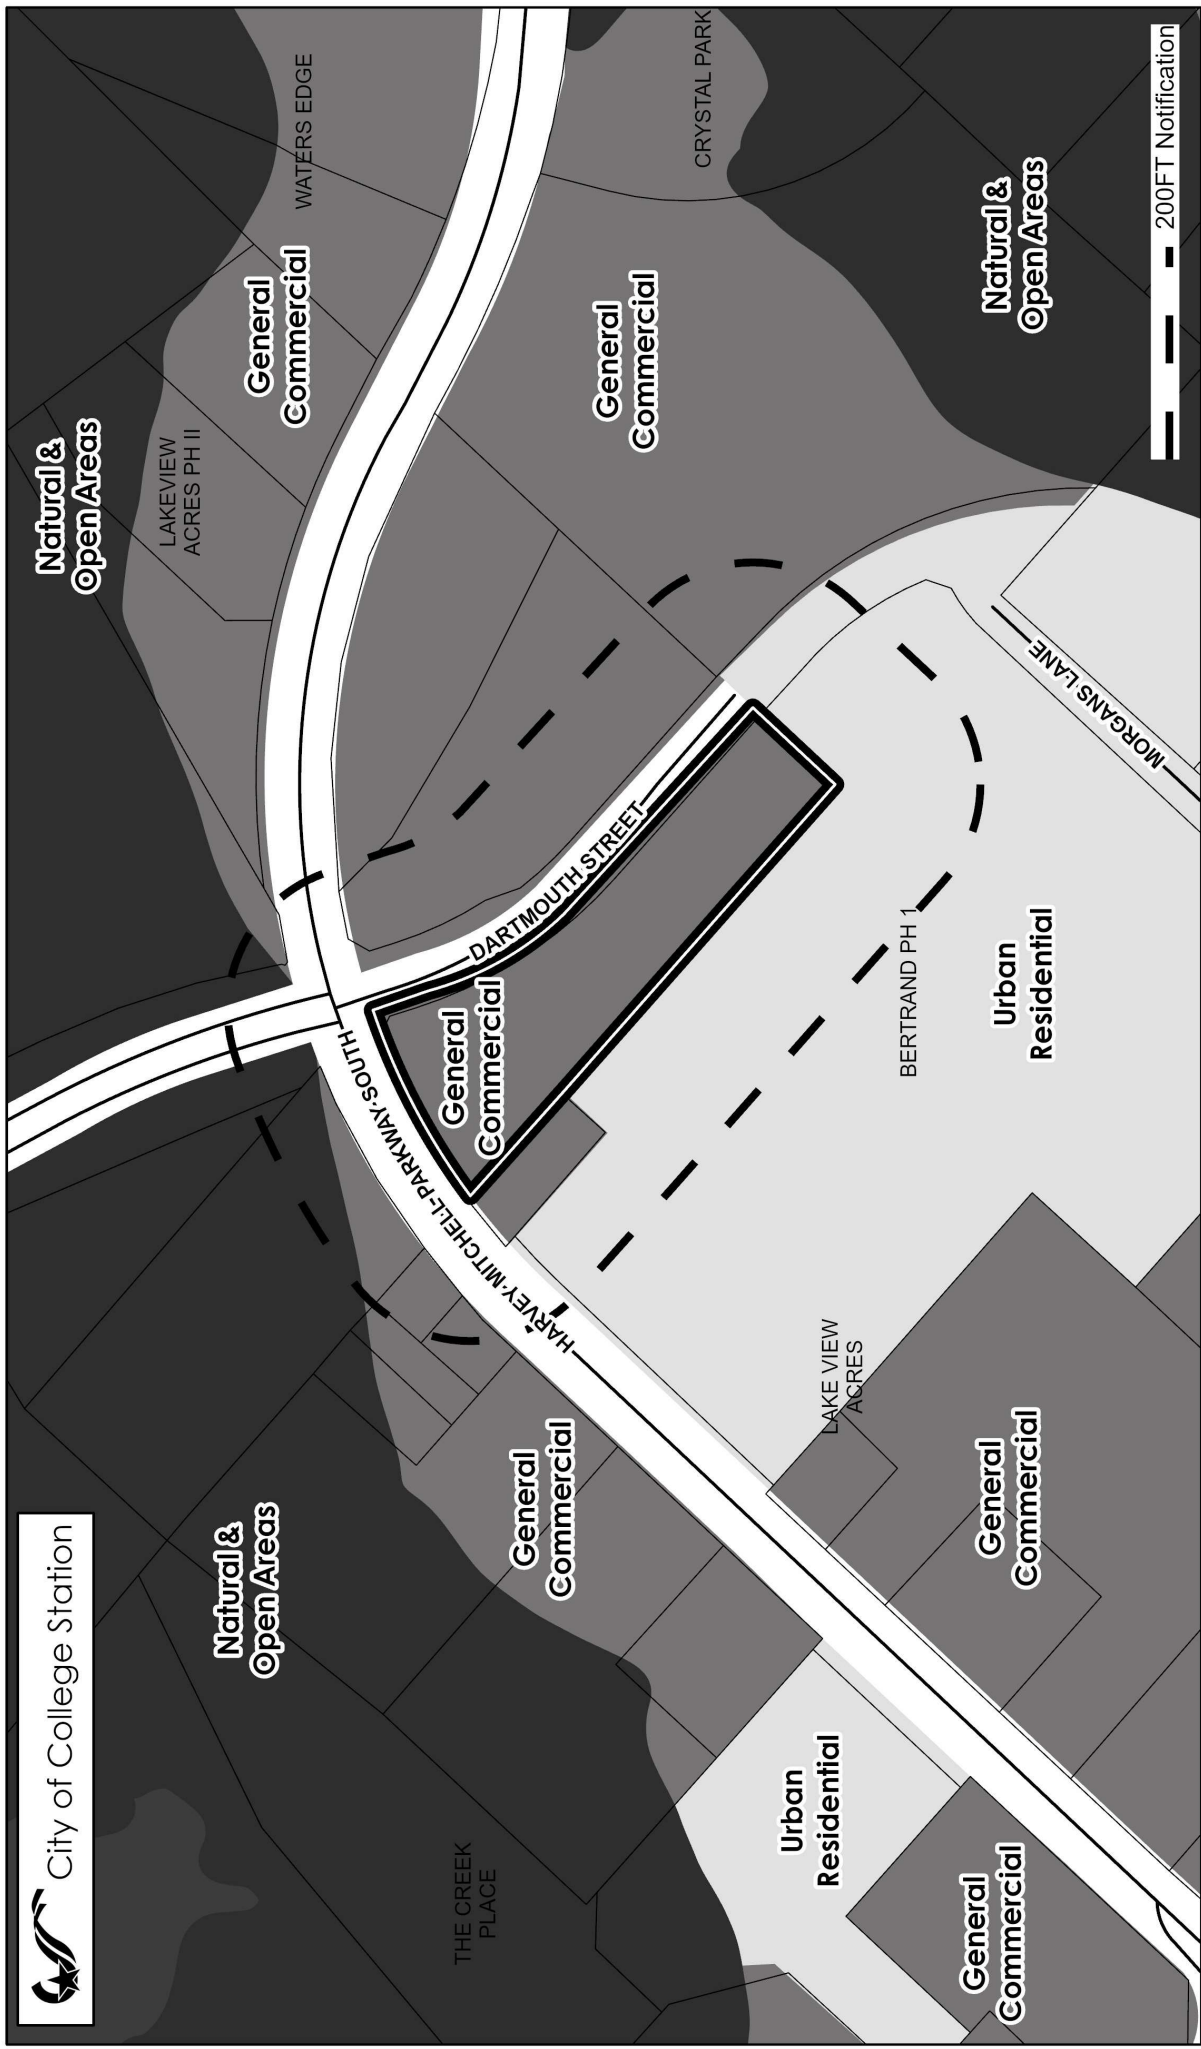 City of College Station
Natural &
Open Areas
THE CREEK
PLACE
Urban
Residential
General
Commercial
General
Commercial
General
Commercial
LAKE VIEW
ACRES
HARVEY MITCHELL PARKWAY SOUTH
General
Commercial
DARTMOUTH STREET
BERTRAND PH 1
Urban
Residential
MORGANS LANE
Natural &
Open Areas
LAKEVIEW
ACRES PH II
General
Commercial
WATERS EDGE
General
Commercial
CRYSTAL PARK
Natural &
Open Areas
200FT Notification